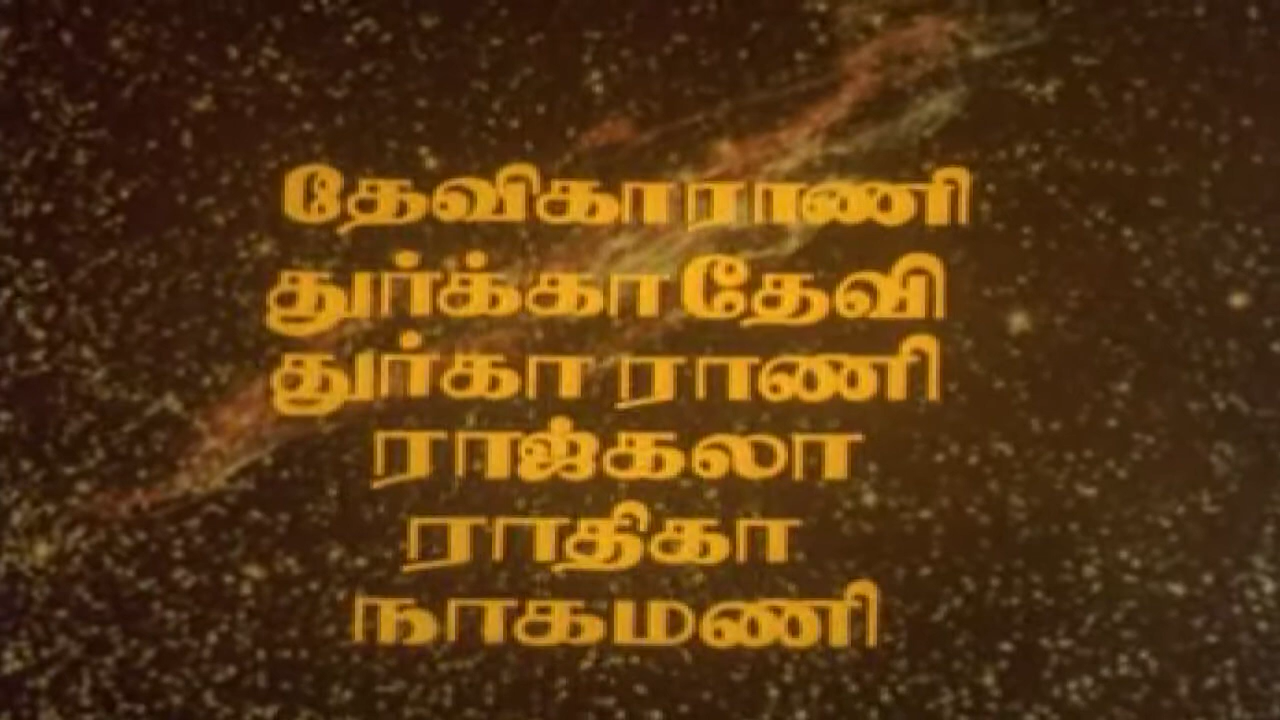 தேவிகாராணி
துர்க்காதேவி
துர்கா ராணி
ராஜ்கலா
ராதிகா
நாகமணி